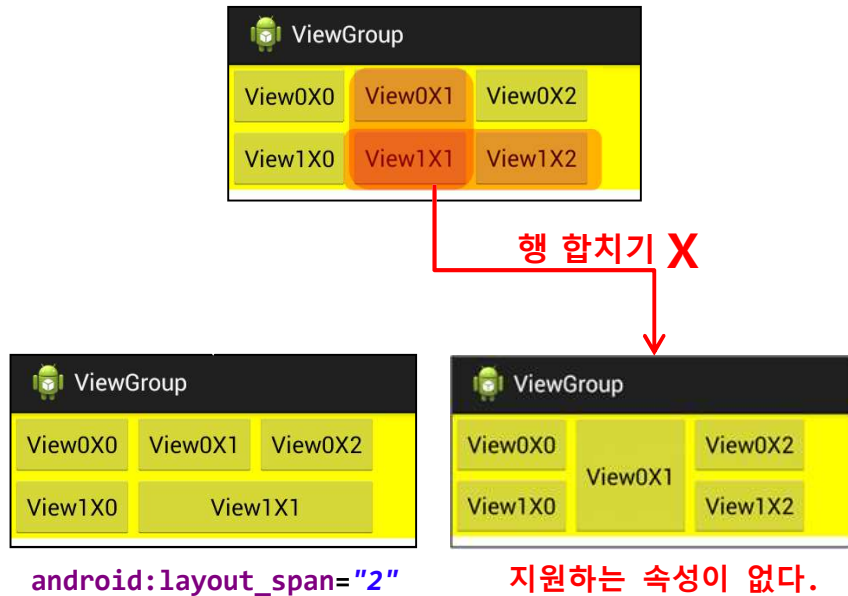 ViewGroup
View0X0 View0X1 View0X2
View1X0 View1X1 View1X2
행 합치기 X
ViewGroup
View0X0 View0X1 View0X2
View1X0 View1X1
android:layout_span="2"
ViewGroup
View0X0 View0X1 View0X2
View1X0 View1X2
지원하는 속성이 없다.